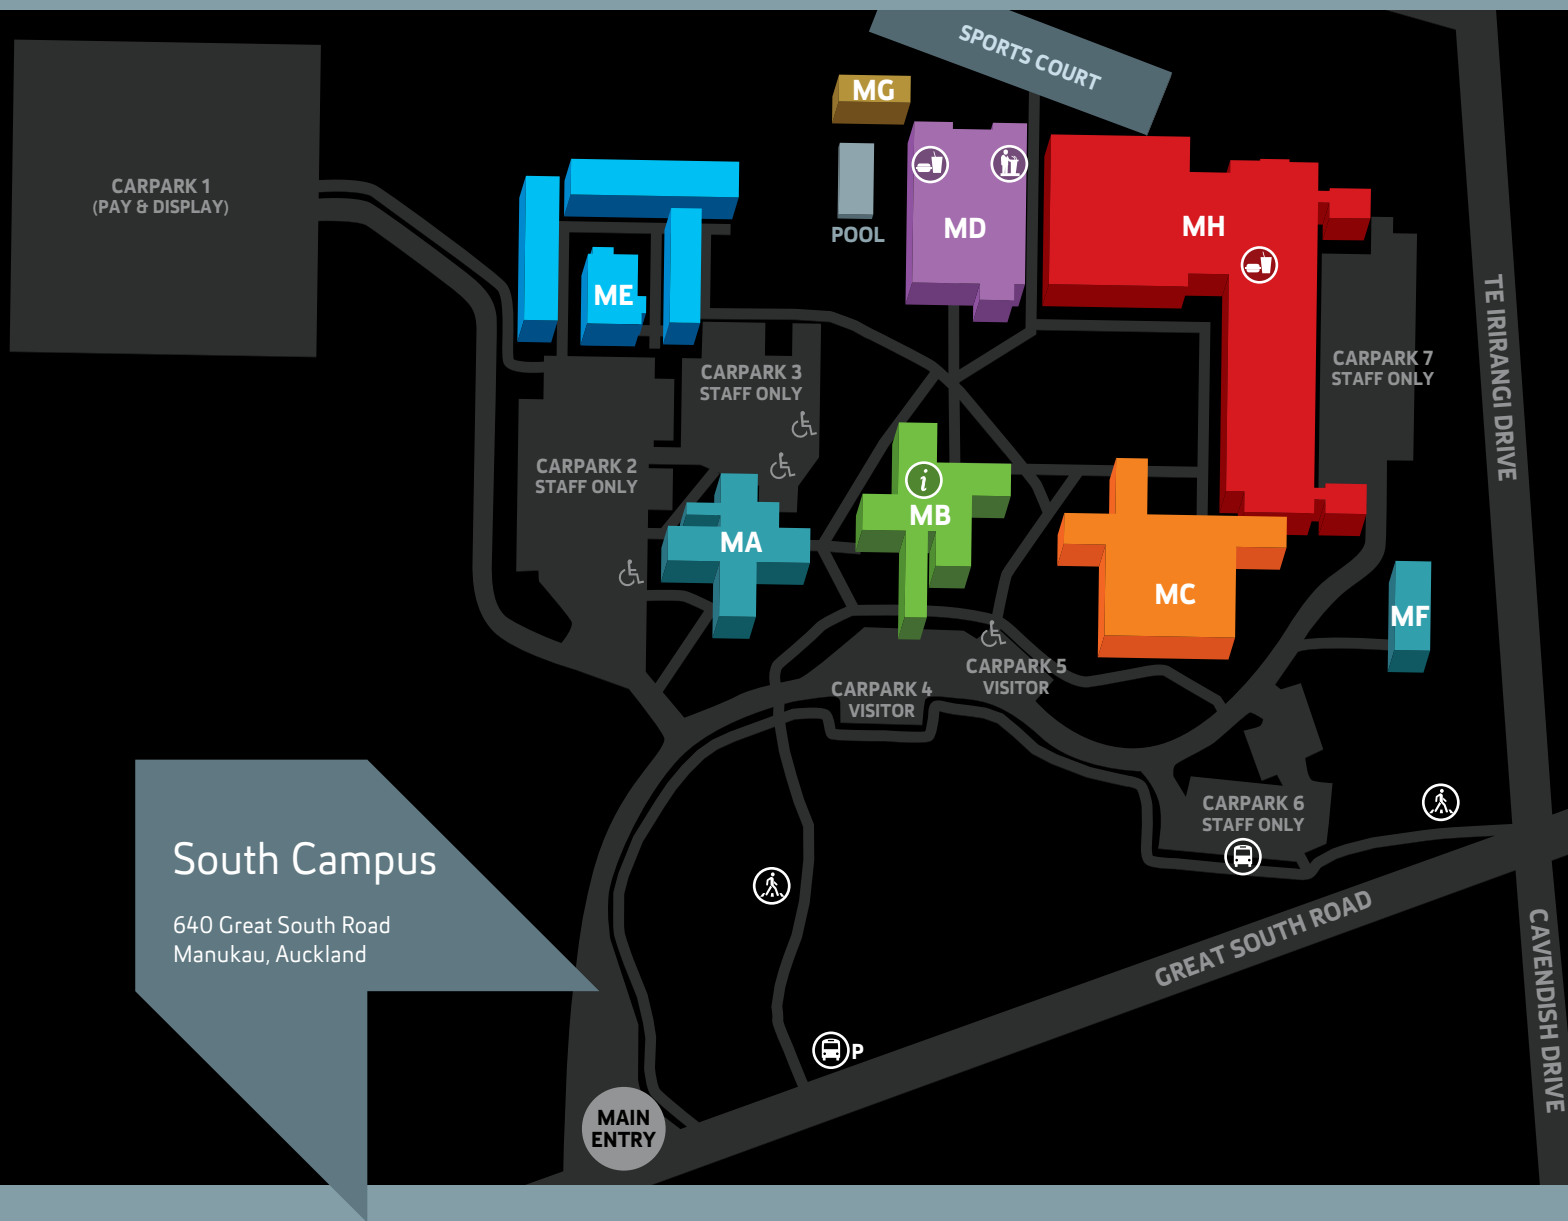 SPORTS COURT
MG
CARPARK 1
(PAY & DISPLAY)
POOL
MD
MH
ME
TE IRIRANGI DRIVE
CARPARK 3
STAFF ONLY
CARPARK 7
STAFF ONLY
CARPARK 2
STAFF ONLY
i
MB
MA
MC
MF
CARPARK 5
VISITOR
CARPARK 4
VISITOR
CARPARK 6
STAFF ONLY
South Campus
640 Great South Road
Manukau, Auckland
GREAT SOUTH ROAD
CAVENDISH DRIVE
P
MAIN
ENTRY